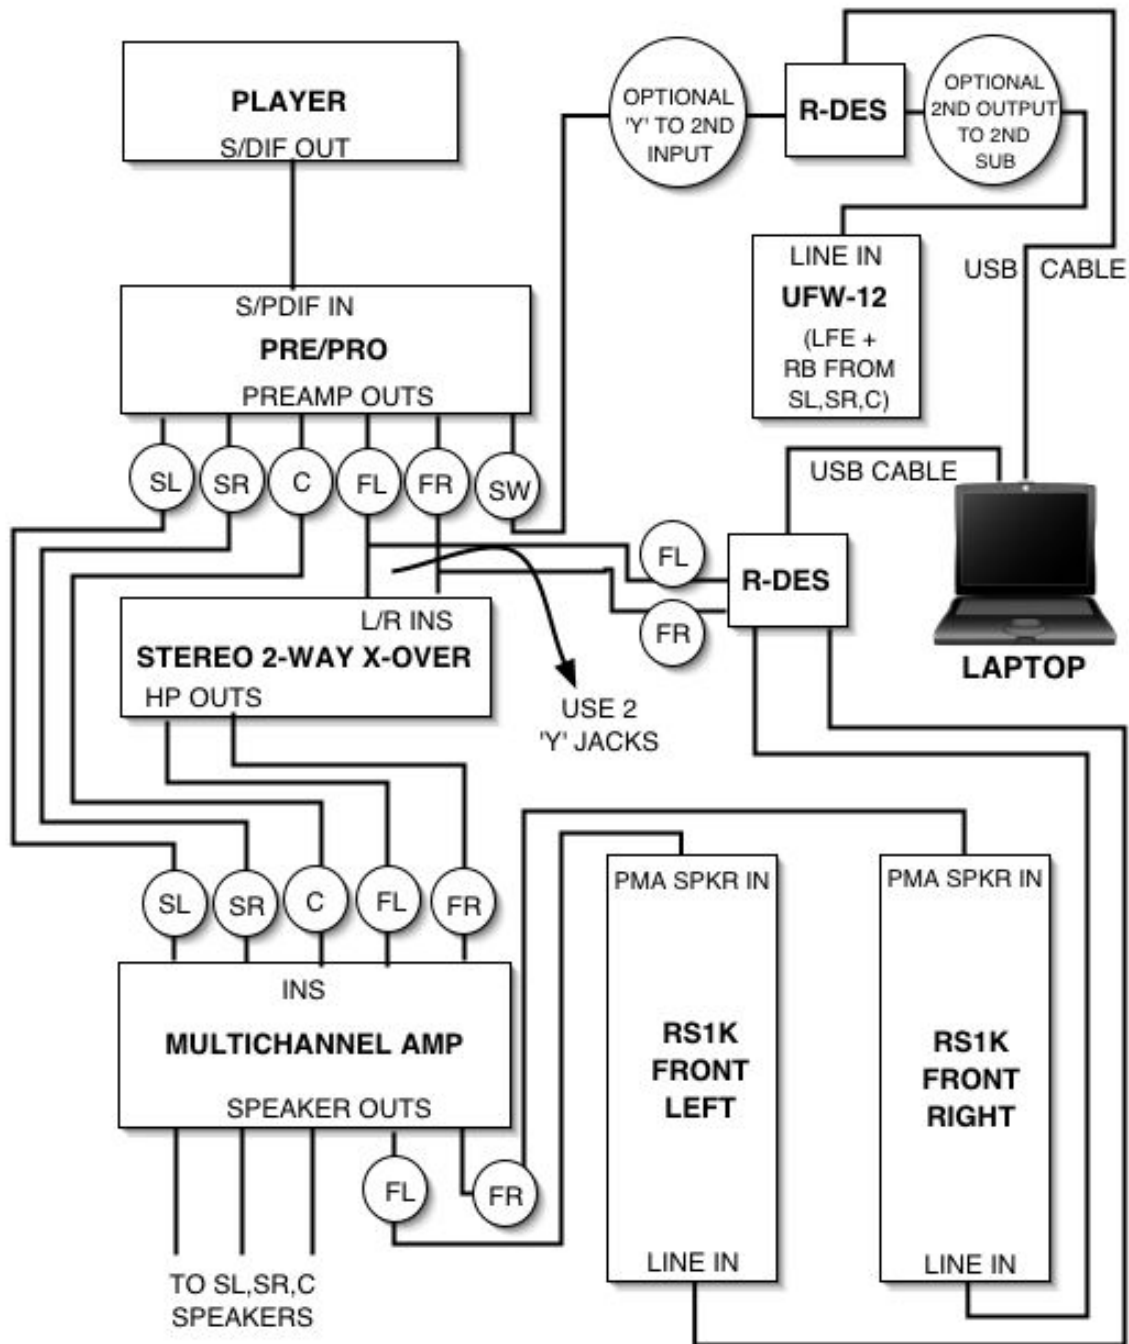 PLAYER
S/DIF OUT
OPTIONAL
'Y' TO 2ND
INPUT
R-DES
OPTIONAL
2ND OUTPUT
TO 2ND
SUB
LINE IN
UFW-12
(LFE +
RB FROM
SL,SR,C)
USB CABLE
S/PDIF IN
PRE/PRO
PREAMP OUTS
SL
SR
C
FL
FR
SW
USB CABLE
FL
FR
R-DES
LAPTOP
L/R INS
STEREO 2-WAY X-OVER
HP OUTS
USE 2
'Y' JACKS
SL
SR
C
FL
FR
INS
MULTICHANNEL AMP
SPEAKER OUTS
FL
FR
TO SL,SR,C
SPEAKERS
PMA SPKR IN
RS1K
FRONT
LEFT
LINE IN
PMA SPKR IN
RS1K
FRONT
RIGHT
LINE IN